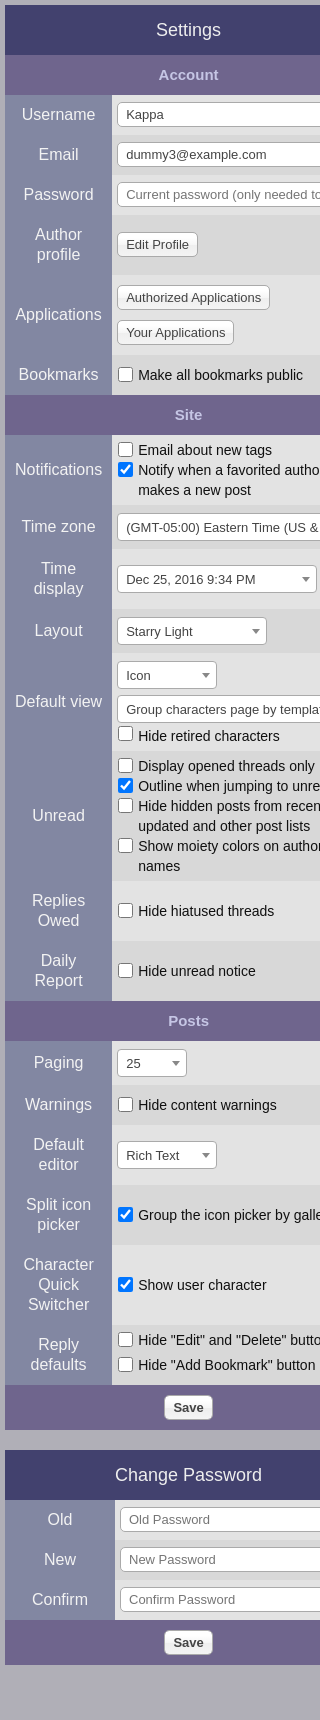 Settings
Account
Username
Kappa
Email
dummy3@example.com
Password
Current password (only needed to
Author
profile
Edit Profile
Applications
Authorized Applications
Your Applications
Bookmarks
Make all bookmarks public
Site
Notifications
Email about new tags
Notify when a favorited autho
makes a new post
Time zone
(GMT-05:00) Eastern Time (US &
Time
display
Dec 25, 2016 9:34 PM
Layout
Starry Light
Default view
Icon
Group characters page by templa
Hide retired characters
Unread
Display opened threads only
Outline when jumping to unre
Hide hidden posts from recen
updated and other post lists
Show moiety colors on author
names
Replies
Owed
Hide hiatused threads
Daily
Report
Hide unread notice
Posts
Paging
25
Warnings
Hide content warnings
Default
editor
Rich Text
Split icon
picker
Group the icon picker by galle
Character
Quick
Switcher
Show user character
Reply
defaults
Hide "Edit" and "Delete" butto
Hide "Add Bookmark" button
Save
Change Password
Old
Old Password
New
New Password
Confirm
Confirm Password
Save